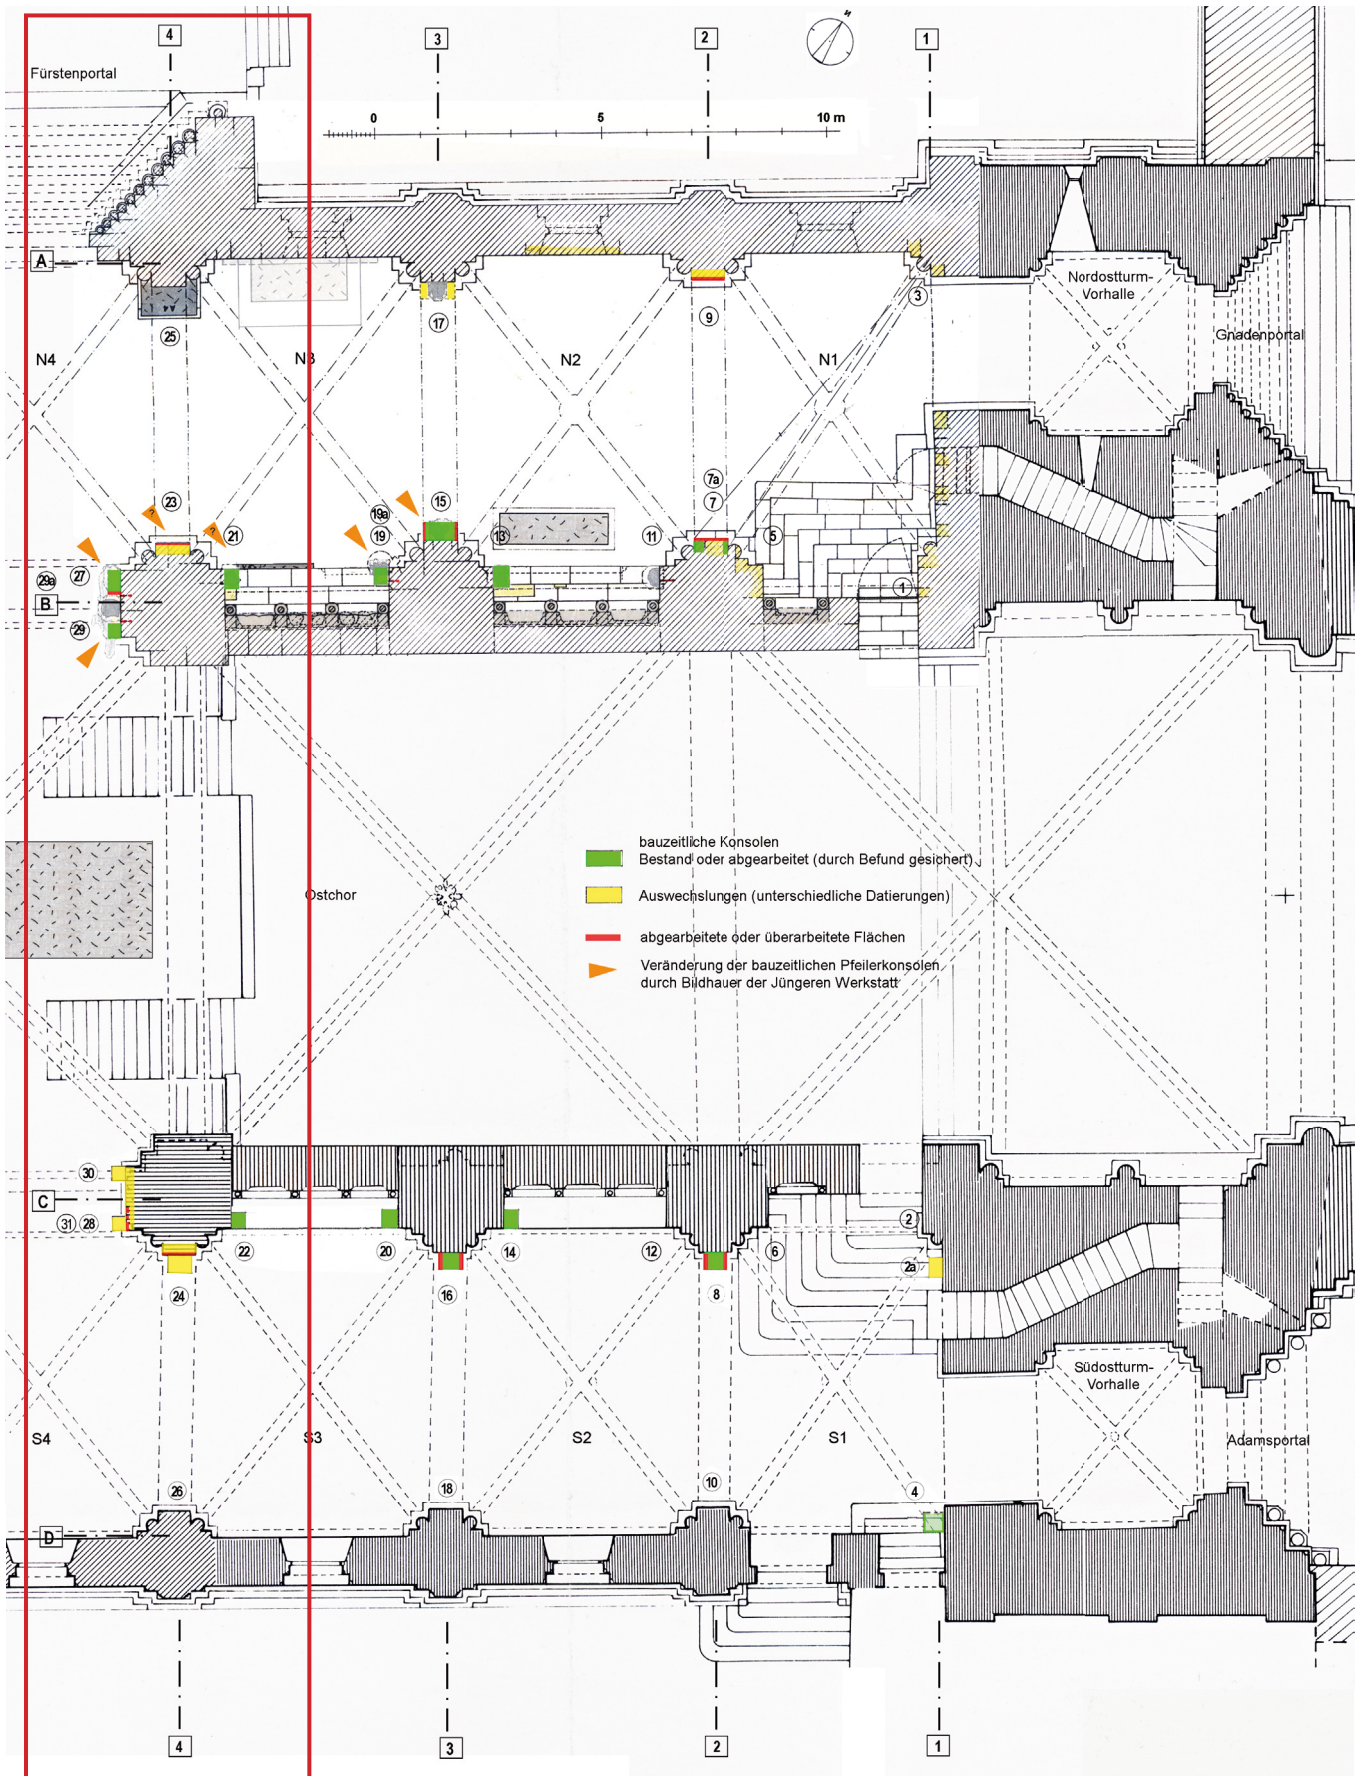 4
3
2
1
N
Fürstenportal
0
5
10 m
A
3
Nordostturm-
Vorhalle
25
17
9
Gnadenportal
N4
N3
N2
N1
23
15
7a
7
19a
21
19
13
11
5
29a
27
1
B
29
bauzeitliche Konsolen
Bestand oder abgearbeitet (durch Befund gesichert)
Ostchor
Auswechslungen (unterschiedliche Datierungen)
abgearbeitete oder überarbeitete Flächen
Veränderung der bauzeitlichen Pfeilerkonsolen
durch Bildhauer der Jüngeren Werkstatt
30
C
31
28
2
22
20
14
12
6
2a
24
16
8
Südostturm-
Vorhalle
S4
S3
S2
S1
Adamsportal
26
18
10
4
D
4
3
2
1